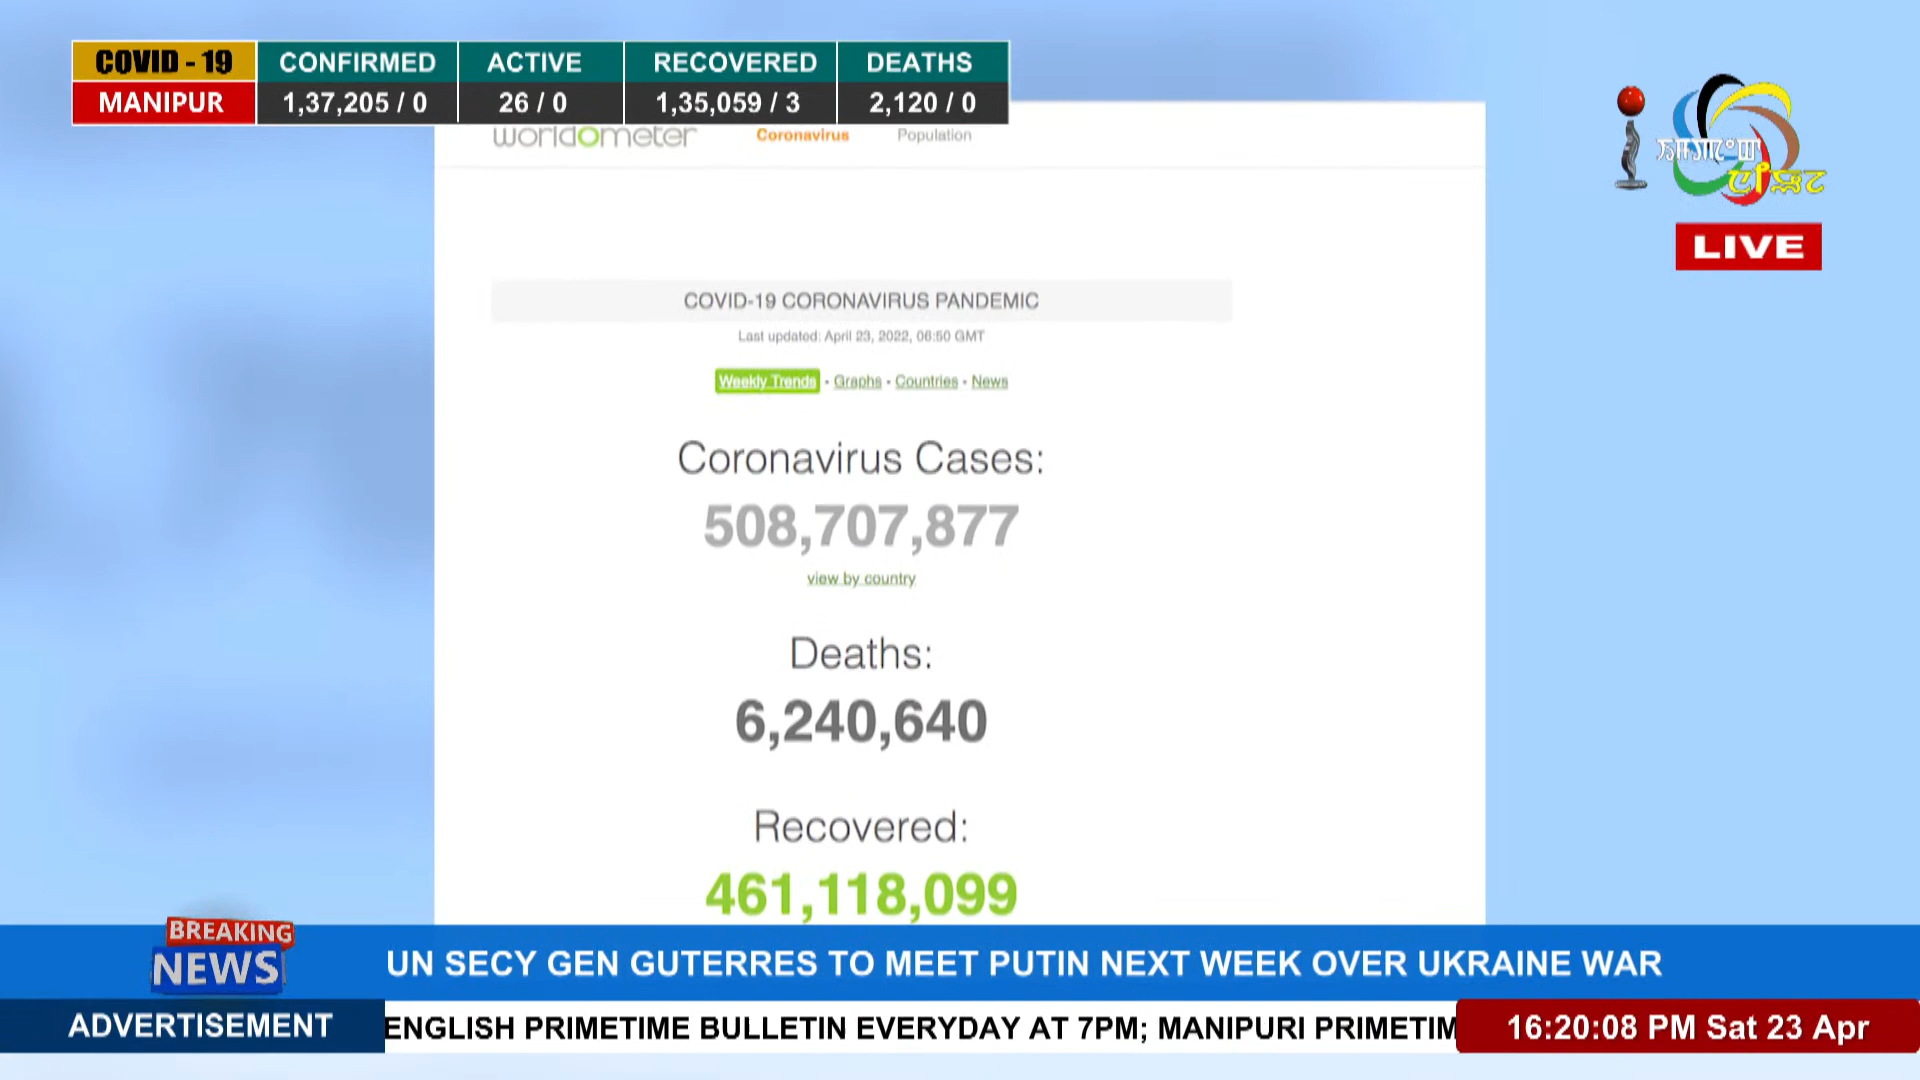 COVID - 19 CONFIRMED ACTIVE RECOVERED DEATHS
MANIPUR 1,37,205 / 0 26 / 0 1,35,059 / 3 2,120 / 0
worldometer Coronavirus Population
LIVE
COVID-19 CORONAVIRUS PANDEMIC
Last updated: April 23, 2022, 06:50 GMT
Weekly Trends - Graphs - Countries - News
Coronavirus Cases:
508,707,877
view by country
Deaths:
6,240,640
Recovered:
461,118,099
BREAKING
NEWS
UN SECY GEN GUTERRES TO MEET PUTIN NEXT WEEK OVER UKRAINE WAR
ADVERTISEMENT ENGLISH PRIMETIME BULLETIN EVERYDAY AT 7PM; MANIPURI PRIMETIM 16:20:08 PM Sat 23 Apr